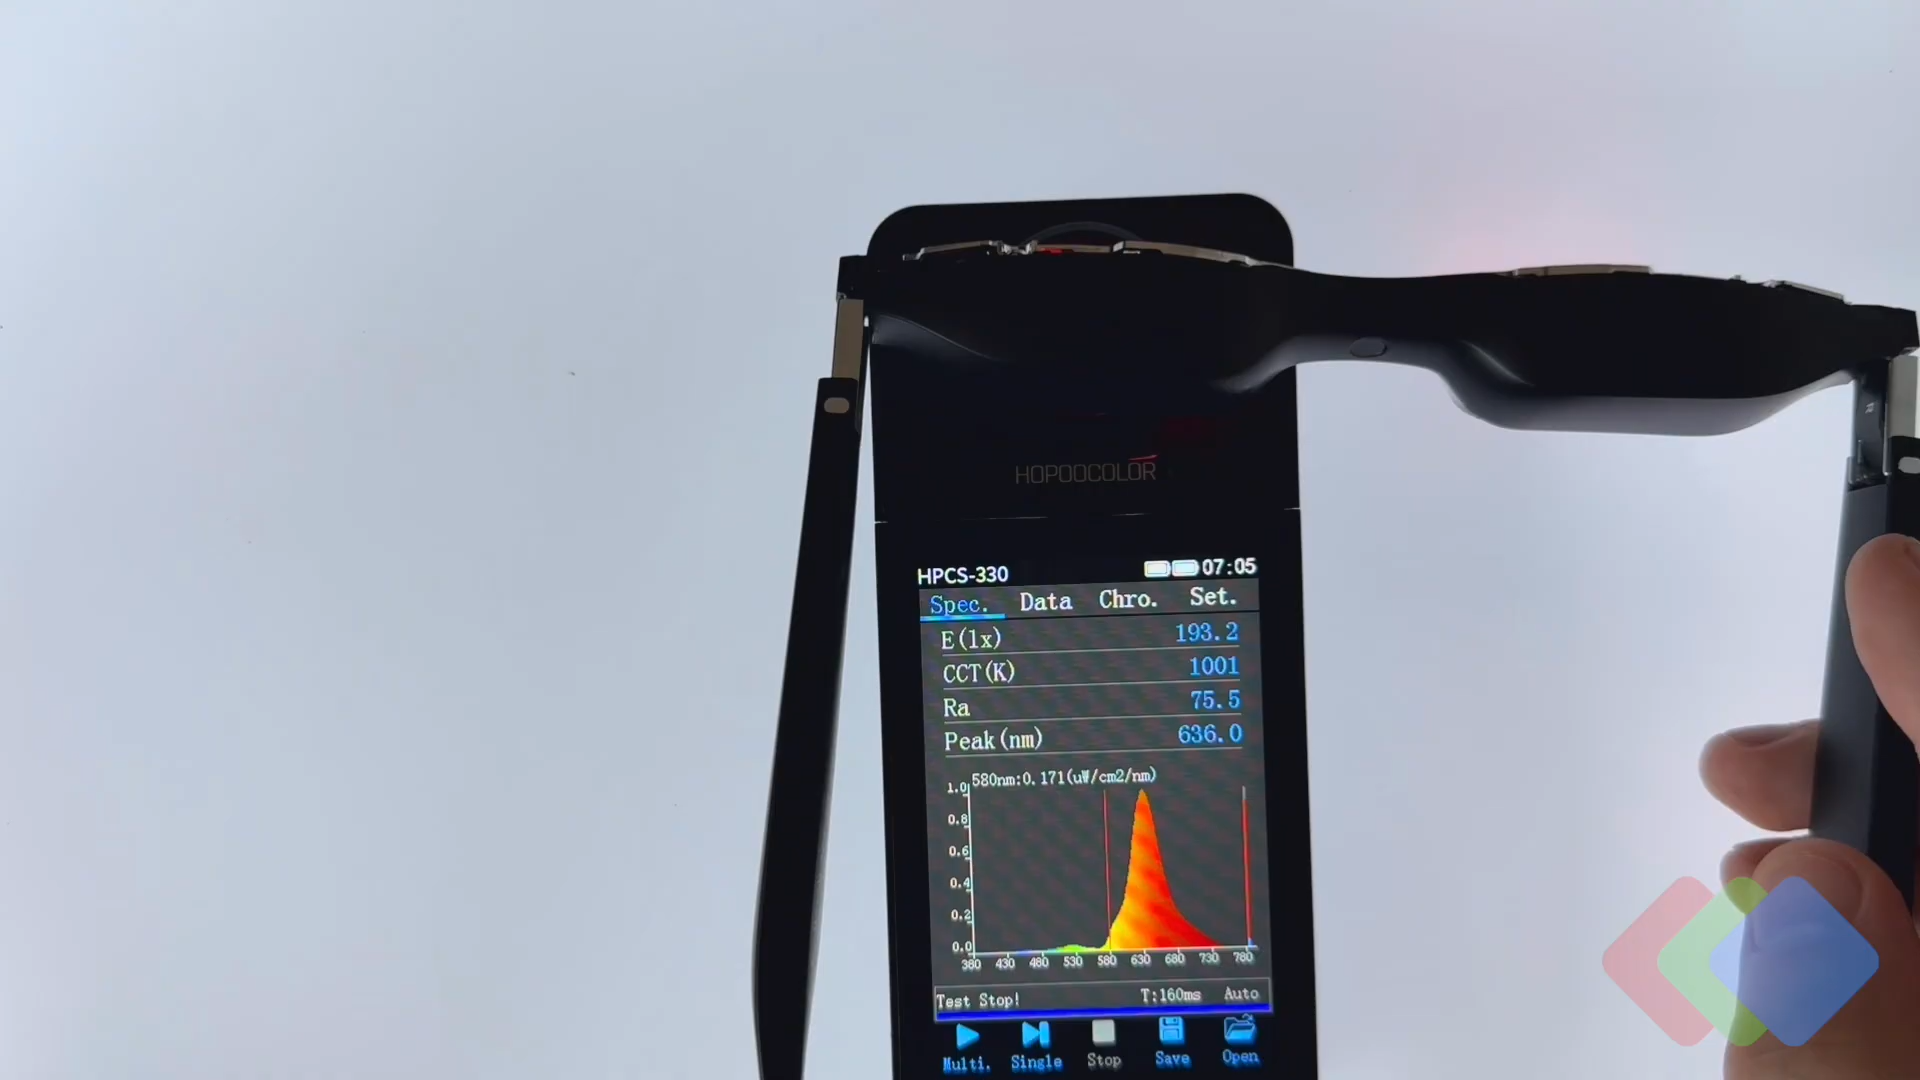 HOPOOCOLOR
HPCS-330 07:05
Spec. Data Chro. Set.
E(lx) 193.2
CCT(K) 1001
Ra 75.5
Peak(nm) 636.0
580nm:0.171(uW/cm2/nm)
1.0
0.8
0.6
0.4
0.2
0.0
380 430 480 530 580 630 680 730 780
Test Stop! T:160ms Auto
Multi. Single Stop Save Open
R